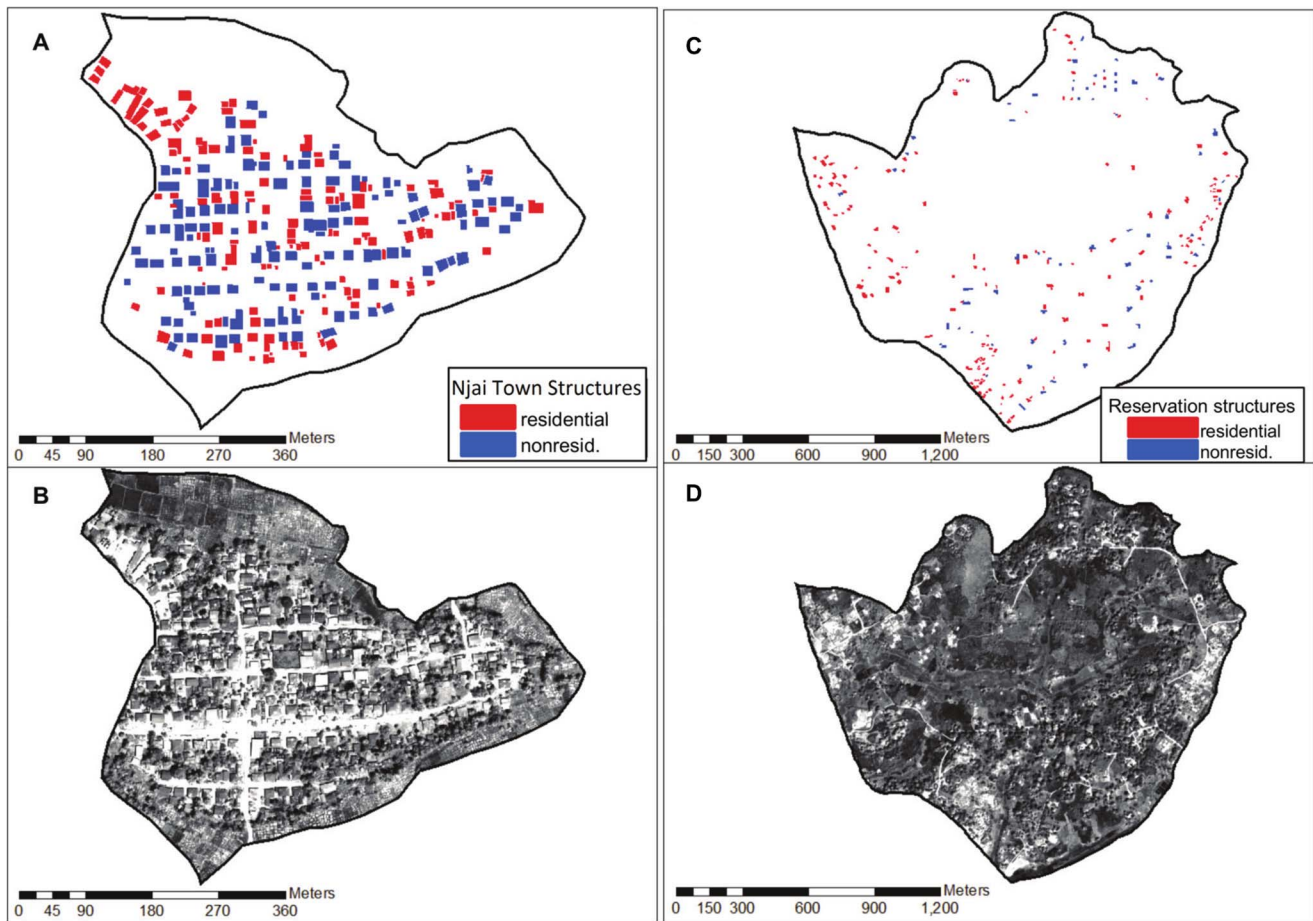 A
Njai Town Structures
residential
nonresid.
Meters
0 45 90 180 270 360
B
Meters
0 45 90 180 270 360
C
Reservation structures
residential
nonresid.
Meters
0 150 300 600 900 1,200
D
Meters
0 150 300 600 900 1,200